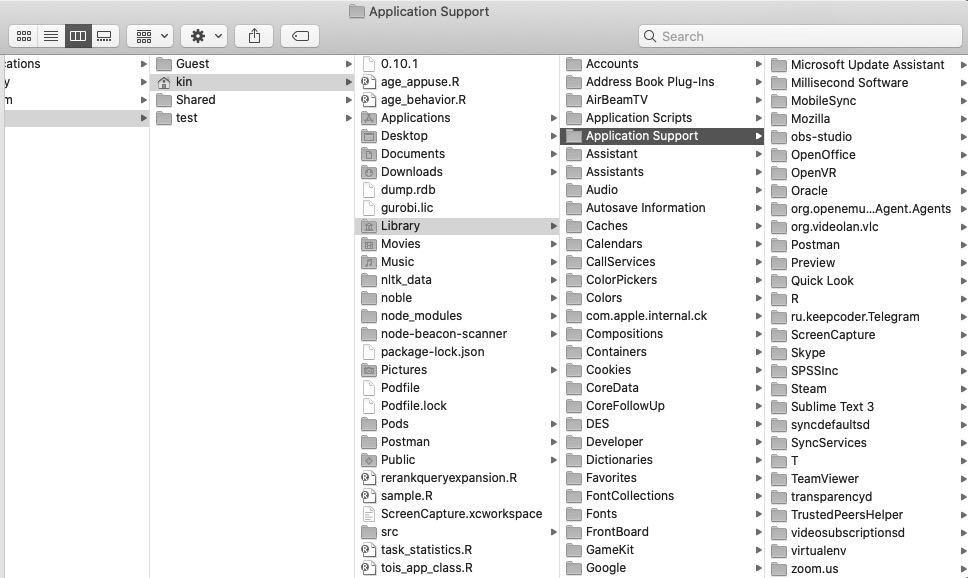 Application Support
Search
cations
y
m
Guest
kin
Shared
test
0.10.1
age_appuse.R
age_behavior.R
Applications
Desktop
Documents
Downloads
dump.rdb
gurobi.lic
Library
Movies
Music
nltk_data
noble
node_modules
node-beacon-scanner
package-lock.json
Pictures
Podfile
Podfile.lock
Pods
Postman
Public
rerankqueryexpansion.R
sample.R
ScreenCapture.xcworkspace
src
task_statistics.R
tois_app_class.R
Accounts
Address Book Plug-Ins
AirBeamTV
Application Scripts
Application Support
Assistant
Assistants
Audio
Autosave Information
Caches
Calendars
CallServices
ColorPickers
Colors
com.apple.internal.ck
Compositions
Containers
Cookies
CoreData
CoreFollowUp
DES
Developer
Dictionaries
Favorites
FontCollections
Fonts
FrontBoard
GameKit
Google
Microsoft Update Assistant
Millisecond Software
MobileSync
Mozilla
obs-studio
OpenOffice
OpenVR
Oracle
org.openemu...Agent.Agents
org.videolan.vlc
Postman
Preview
Quick Look
R
ru.keepcoder.Telegram
ScreenCapture
Skype
SPSSInc
Steam
Sublime Text 3
syncdefaultsd
SyncServices
T
TeamViewer
transparencyd
TrustedPeersHelper
videosubscriptionsd
virtualenv
zoom.us